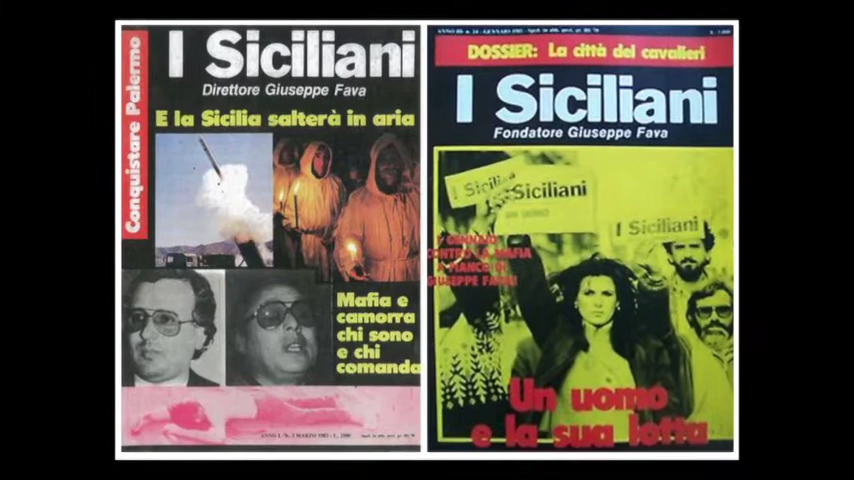 Conquistare Palermo
I Siciliani
Direttore Giuseppe Fava
E la Sicilia salterà in aria
Mafia e
camorra
chi sono
e chi
comanda
DOSSIER: La città dei cavalieri
I Siciliani
Fondatore Giuseppe Fava
I Siciliani
Siciliani
I Siciliani
GENNAIO
CONTRO LA MAFIA
A FIANCO DI
GIUSEPPE FAVA
Un uomo
e la sua lotta